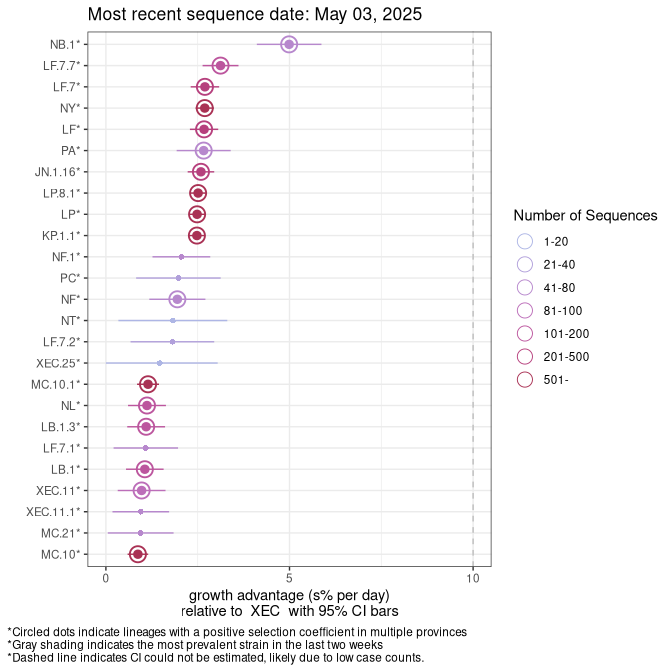 Most recent sequence date: May 03, 2025
NB.1*
LF.7.7*
LF.7*
NY*
LF*
PA*
JN.1.16*
LP.8.1*
LP*
KP.1.1*
NF.1*
PC*
NF*
NT*
LF.7.2*
XEC.25*
MC.10.1*
NL*
LB.1.3*
LF.7.1*
LB.1*
XEC.11*
XEC.11.1*
MC.21*
MC.10*
0 5 10
growth advantage (s% per day)
relative to XEC with 95% CI bars
Number of Sequences
1-20
21-40
41-80
81-100
101-200
201-500
501-
*Circled dots indicate lineages with a positive selection coefficient in multiple provinces
*Gray shading indicates the most prevalent strain in the last two weeks
*Dashed line indicates CI could not be estimated, likely due to low case counts.